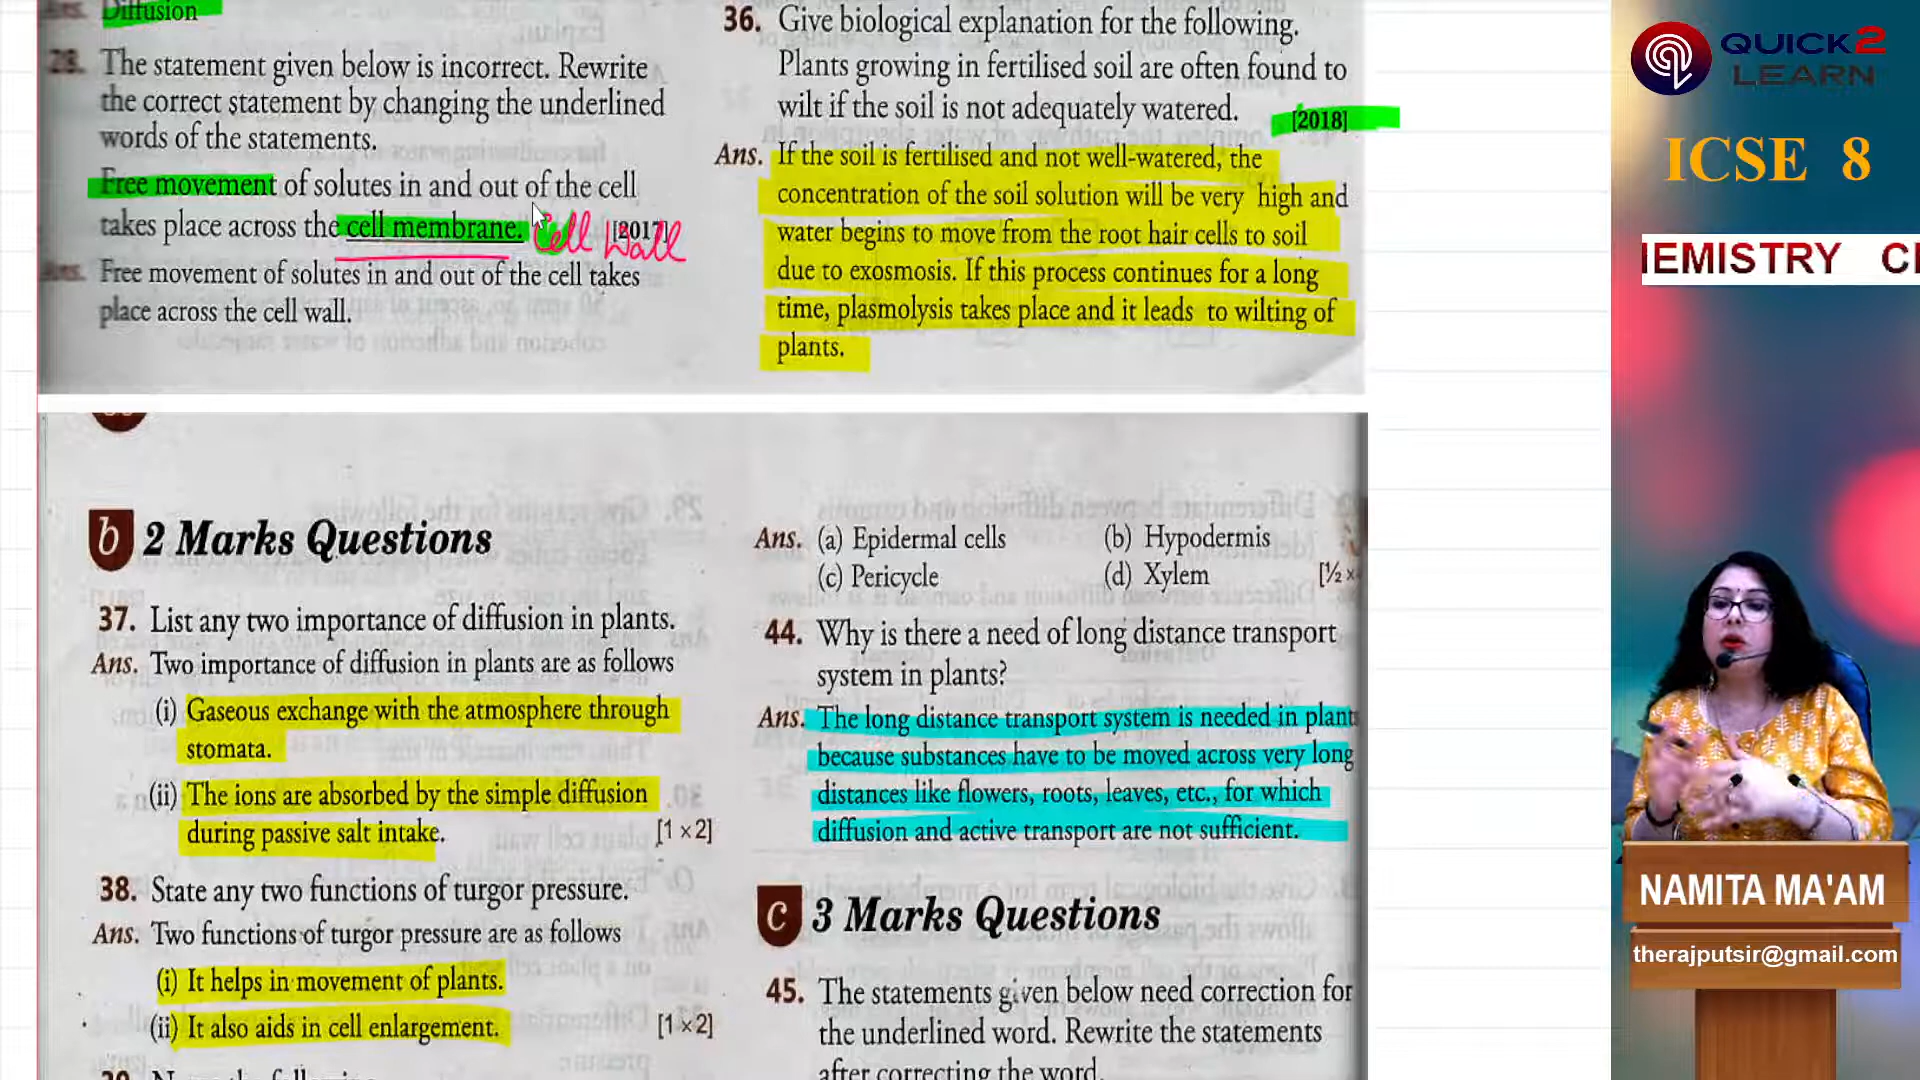 Ans. Diffusion
28. The statement given below is incorrect. Rewrite
the correct statement by changing the underlined
words of the statements.
Free movement of solutes in and out of the cell
takes place across the cell membrane. Cell Wall [2017]
Ans. Free movement of solutes in and out of the cell takes
place across the cell wall.
36. Give biological explanation for the following.
Plants growing in fertilised soil are often found to
wilt if the soil is not adequately watered. [2018]
Ans. If the soil is fertilised and not well-watered, the
concentration of the soil solution will be very high and
water begins to move from the root hair cells to soil
due to exosmosis. If this process continues for a long
time, plasmolysis takes place and it leads to wilting of
plants.
b 2 Marks Questions
37. List any two importance of diffusion in plants.
Ans. Two importance of diffusion in plants are as follows
(i) Gaseous exchange with the atmosphere through
stomata.
(ii) The ions are absorbed by the simple diffusion
during passive salt intake. [1 × 2]
38. State any two functions of turgor pressure.
Ans. Two functions of turgor pressure are as follows
(i) It helps in movement of plants.
(ii) It also aids in cell enlargement. [1 × 2]
Ans. (a) Epidermal cells (b) Hypodermis
(c) Pericycle (d) Xylem [½ ×
44. Why is there a need of long distance transport
system in plants?
Ans. The long distance transport system is needed in plant
because substances have to be moved across very long
distances like flowers, roots, leaves, etc., for which
diffusion and active transport are not sufficient.
c 3 Marks Questions
45. The statements given below need correction for
the underlined word. Rewrite the statements
after correcting the word.
QUICK2
LEARN
ICSE 8
IEMISTRY C
NAMITA MA'AM
therajputsir@gmail.com